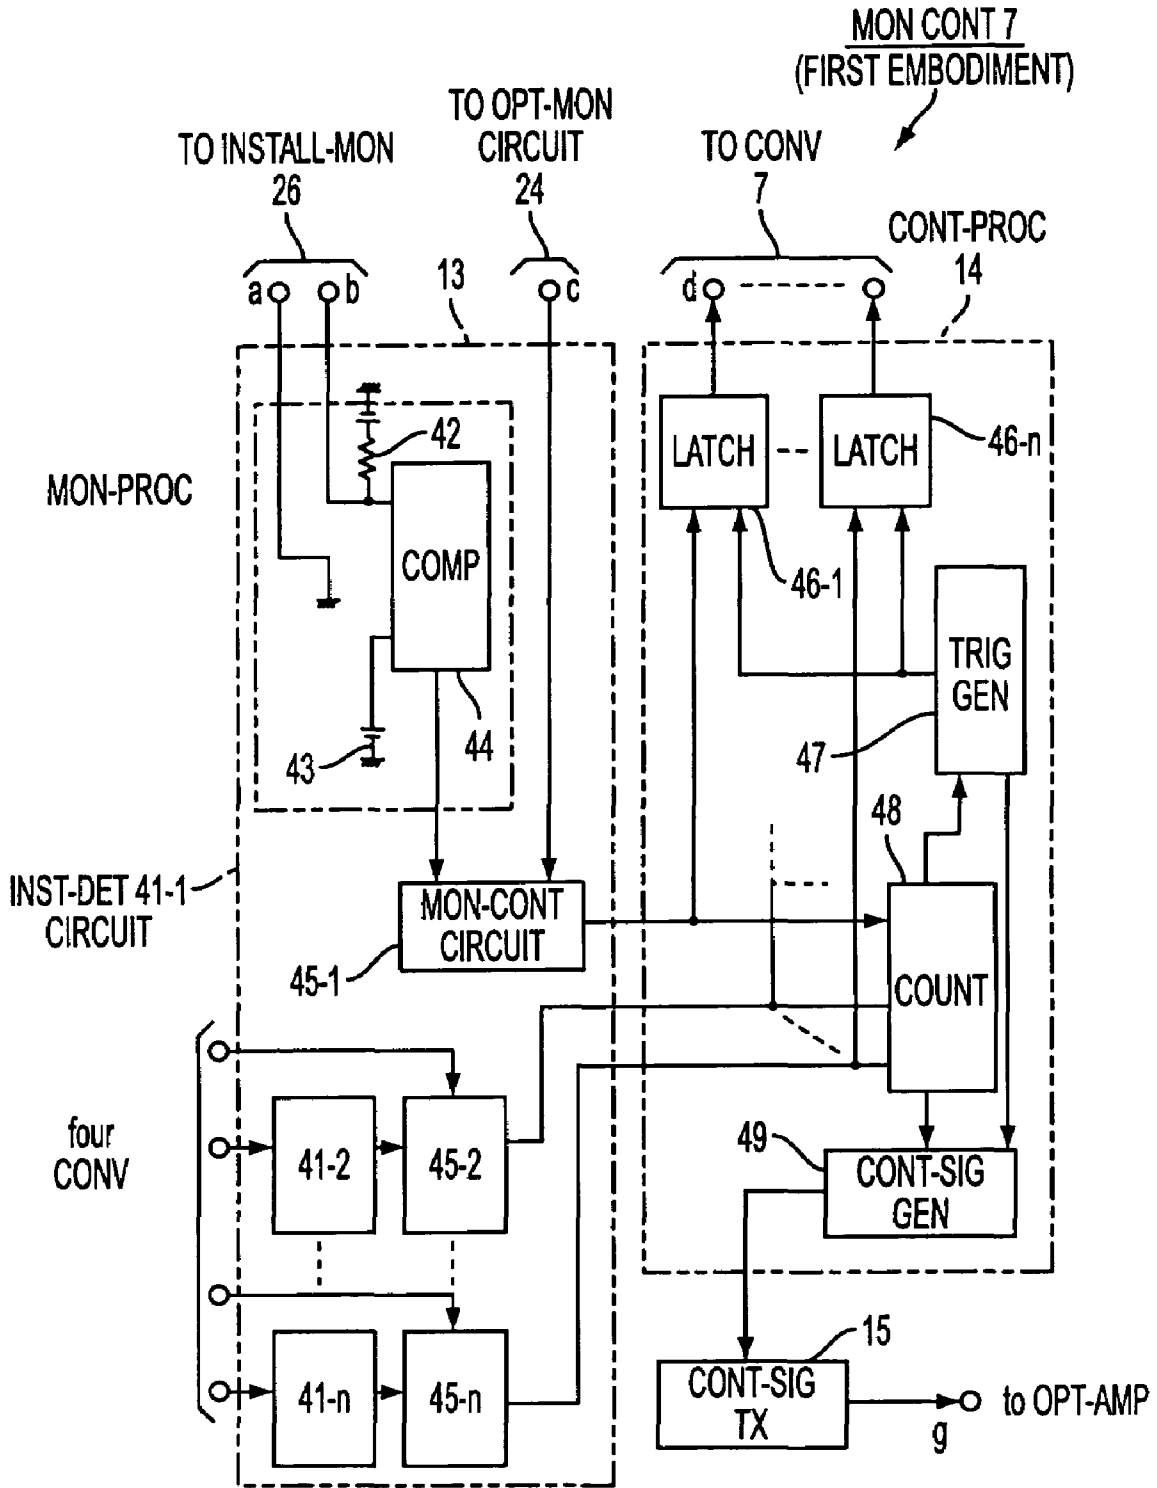 MON CONT 7
(FIRST EMBODIMENT)
TO INSTALL-MON
26
TO OPT-MON
CIRCUIT
24
TO CONV
7
CONT-PROC
14
a
b
c
d
13
MON-PROC
42
COMP
43
44
LATCH
LATCH
46-n
46-1
TRIG
GEN
47
48
INST-DET 41-1
CIRCUIT
MON-CONT
CIRCUIT
45-1
COUNT
four
CONV
41-2
45-2
49
CONT-SIG
GEN
41-n
45-n
15
CONT-SIG
TX
g
to OPT-AMP